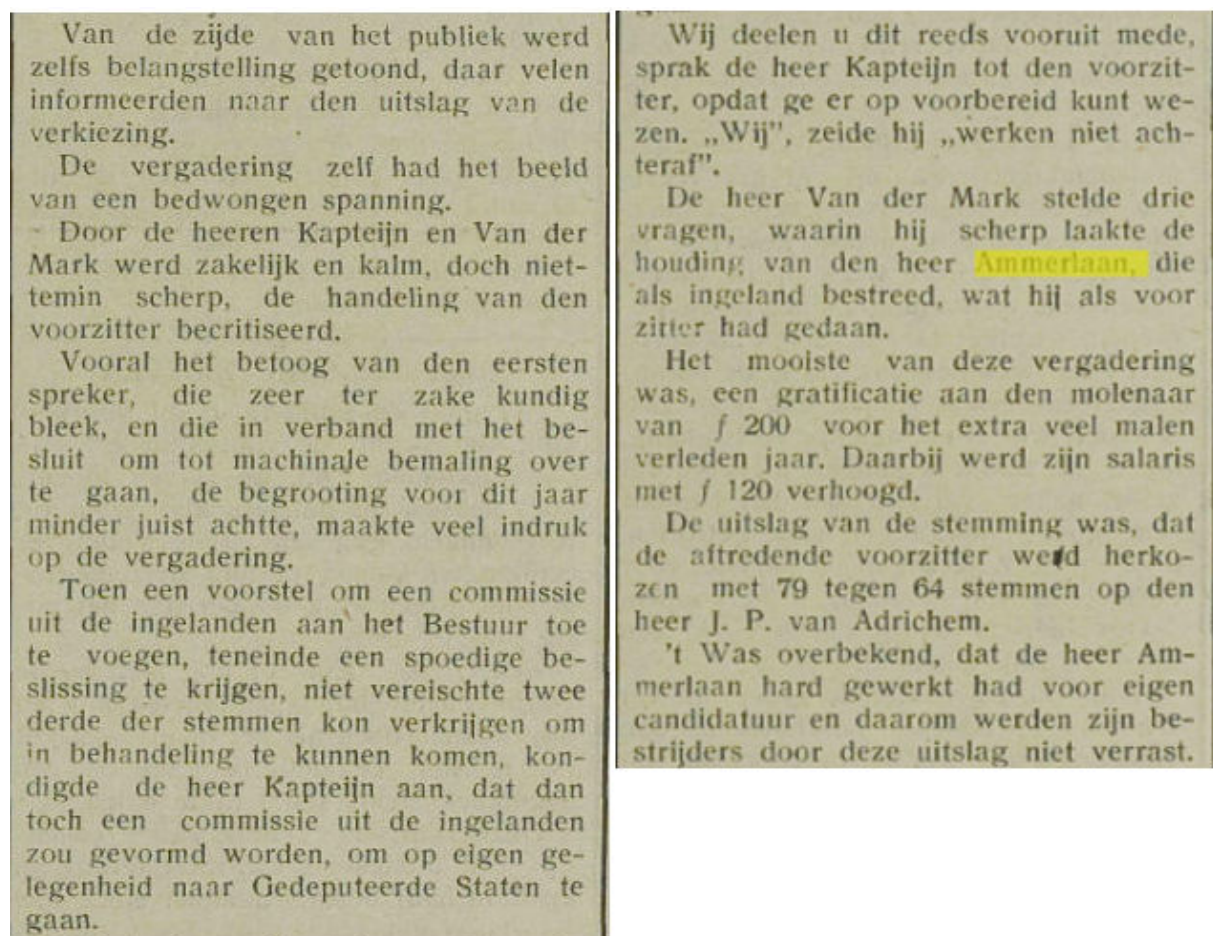 Van de zijde van het publiek werd
zelfs belangstelling getoond, daar velen
informeerden naar den uitslag van de
verkiezing.
De vergadering zelf had het beeld
van een bedwongen spanning.
Door de heeren Kapteijn en Van der
Mark werd zakelijk en kalm, doch niet-
temin scherp, de handeling van den
voorzitter becritiseerd.
Vooral het betoog van den eersten
spreker, die zeer ter zake kundig
bleek, en die in verband met het be-
sluit om tot machinale bemaling over
te gaan, de begrooting voor dit jaar
minder juist achtte, maakte veel indruk
op de vergadering.
Toen een voorstel om een commissie
uit de ingelanden aan het Bestuur toe
te voegen, teneinde een spoedige be-
slissing te krijgen, niet vereischte twee
derde der stemmen kon verkrijgen om
in behandeling te kunnen komen, kon-
digde de heer Kapteijn aan, dat dan
toch een commissie uit de ingelanden
zou gevormd worden, om op eigen ge-
legenheid naar Gedeputeerde Staten te
gaan.
Wij deelen u dit reeds vooruit mede,
sprak de heer Kapteijn tot den voorzit-
ter, opdat ge er op voorbereid kunt we-
zen. „Wij", zeide hij „werken niet ach-
teraf".
De heer Van der Mark stelde drie
vragen, waarin hij scherp laakte de
houding van den heer Ammerlaan, die
als ingeland bestreed, wat hij als voor
zitter had gedaan.
Het mooiste van deze vergadering
was, een gratificatie aan den molenaar
van f 200 voor het extra veel malen
verleden jaar. Daarbij werd zijn salaris
met f 120 verhoogd.
De uitslag van de stemming was, dat
de aftredende voorzitter werd herko-
zen met 79 tegen 64 stemmen op den
heer J. P. van Adrichem.
't Was overbekend, dat de heer Am-
merlaan hard gewerkt had voor eigen
candidatuur en daarom werden zijn be-
strijders door deze uitslag niet verrast.